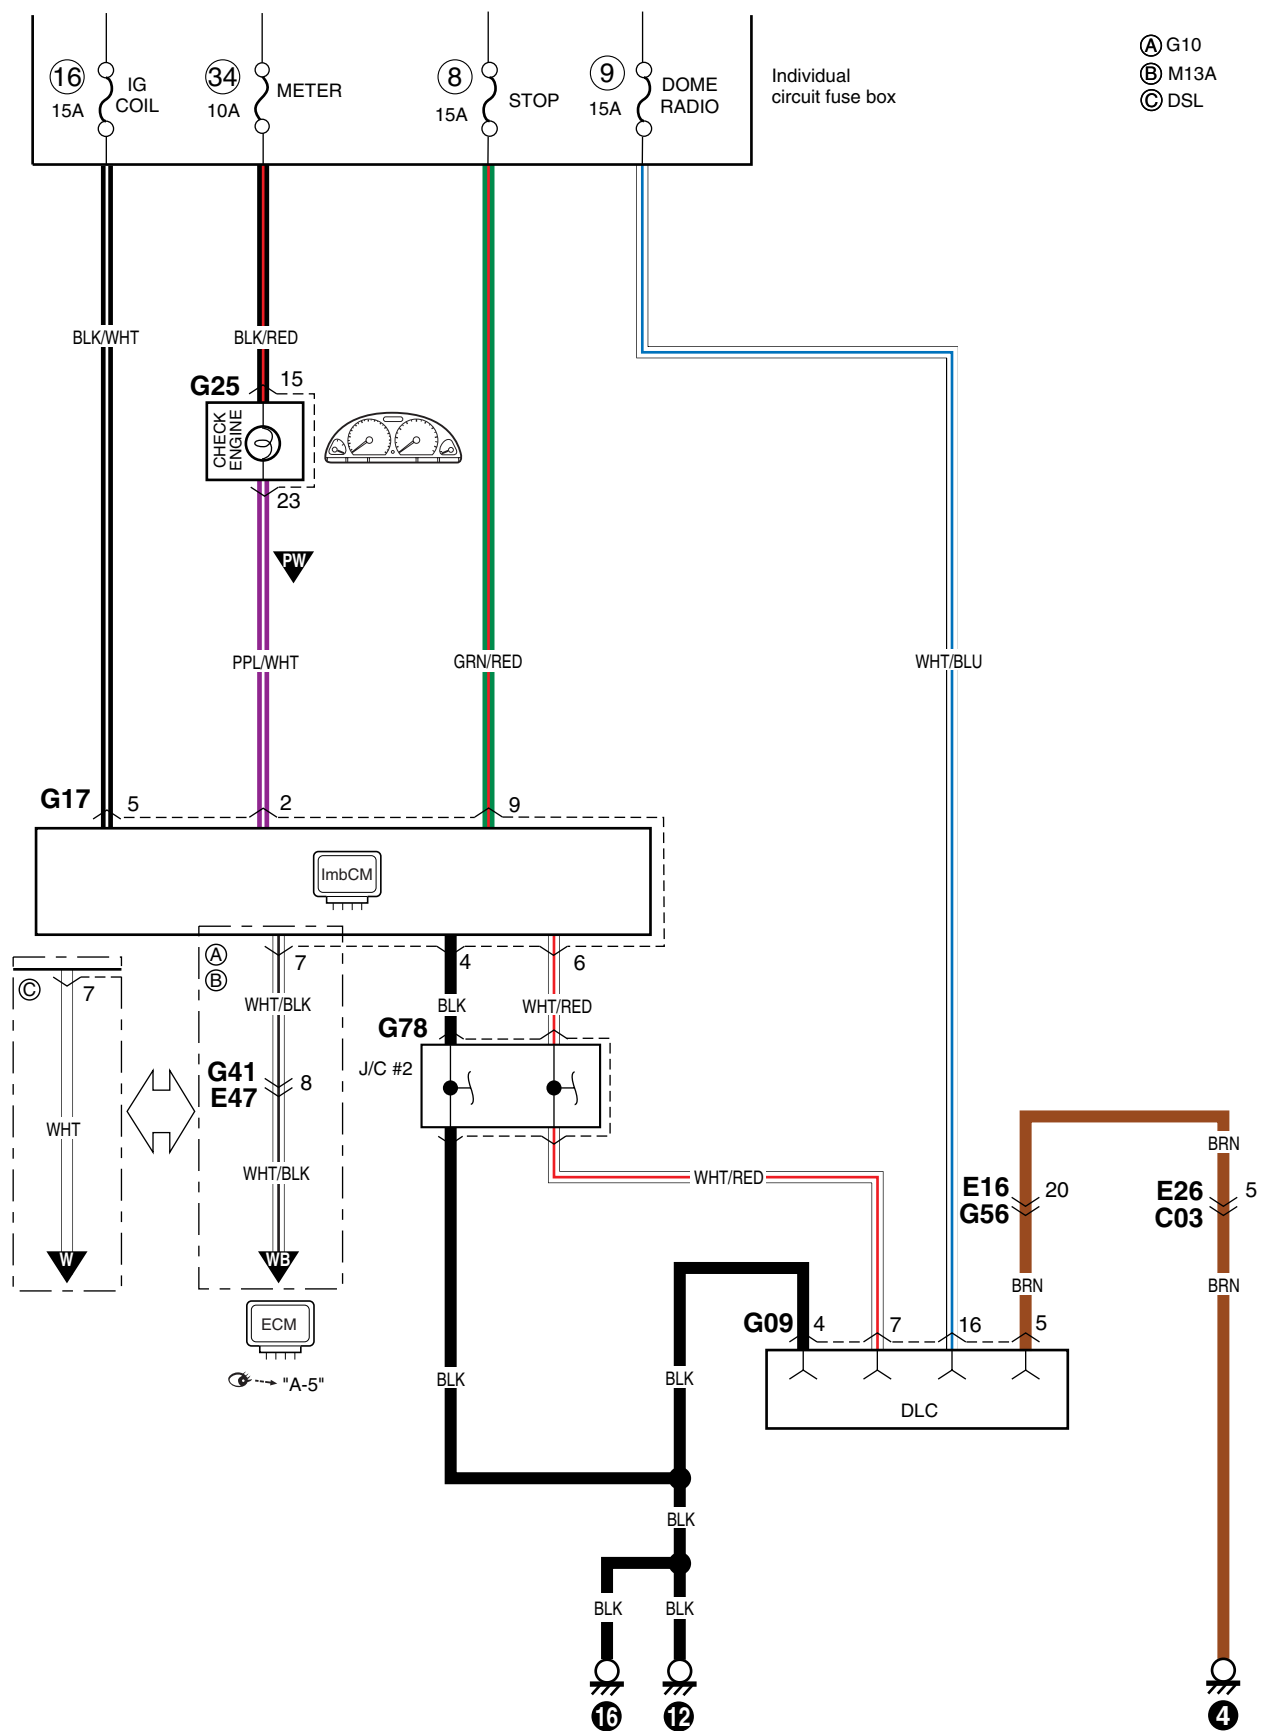 16
15A
IG
COIL
34
10A
METER
8
15A
STOP
9
15A
DOME
RADIO
Individual
circuit fuse box
A G10
B M13A
C DSL
BLK/WHT
BLK/RED
G25
15
CHECK
ENGINE
23
PW
PPL/WHT
GRN/RED
WHT/BLU
G17
5
2
9
ImbCM
A
B
7
4
6
C
7
WHT/BLK
BLK
WHT/RED
G78
J/C #2
G41
E47
8
WHT
WHT/BLK
WHT/RED
BRN
E16
G56
20
E26
C03
5
W
WB
BRN
BRN
ECM
"A-5"
G09
4
7
16
5
BLK
BLK
DLC
BLK
BLK
BLK
16
12
4